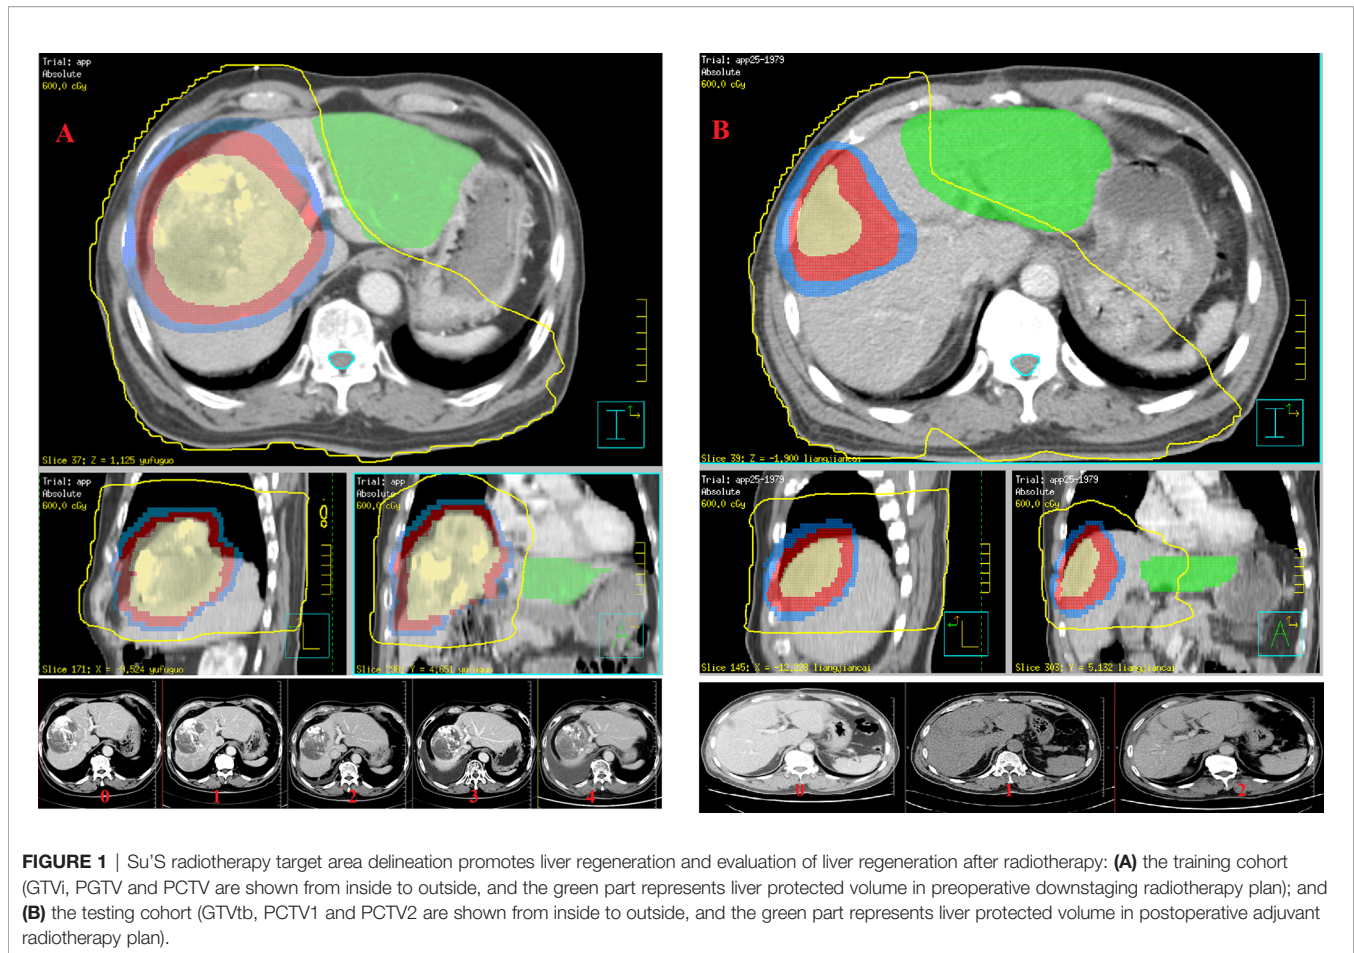 Trial: app
Absolute
600.0 cGy
A
I
Slice 37: Z = 1.125 yufuguo
L
Trial: app
Absolute
600.0 cGy
A
Slice 171: X = -9.524 yufuguo
Y = 4.651 yufuguo
0
1
2
3
4
Trial: app25-1979
Absolute
600.0 cGy
B
I
Slice 39: Z = -1.900 liangjiancai
Trial: app25-1979
Absolute
600.0 cGy
L
Slice 145: X = -12.228 liangjiancai
Trial: app25-1979
Absolute
600.0 cGy
A
Slice 303: Y = 5.132 liangjiancai
0
1
2
FIGURE 1 | Su’S radiotherapy target area delineation promotes liver regeneration and evaluation of liver regeneration after radiotherapy: (A) the training cohort
(GTVi, PGTV and PCTV are shown from inside to outside, and the green part represents liver protected volume in preoperative downstaging radiotherapy plan); and
(B) the testing cohort (GTVtb, PCTV1 and PCTV2 are shown from inside to outside, and the green part represents liver protected volume in postoperative adjuvant
radiotherapy plan).